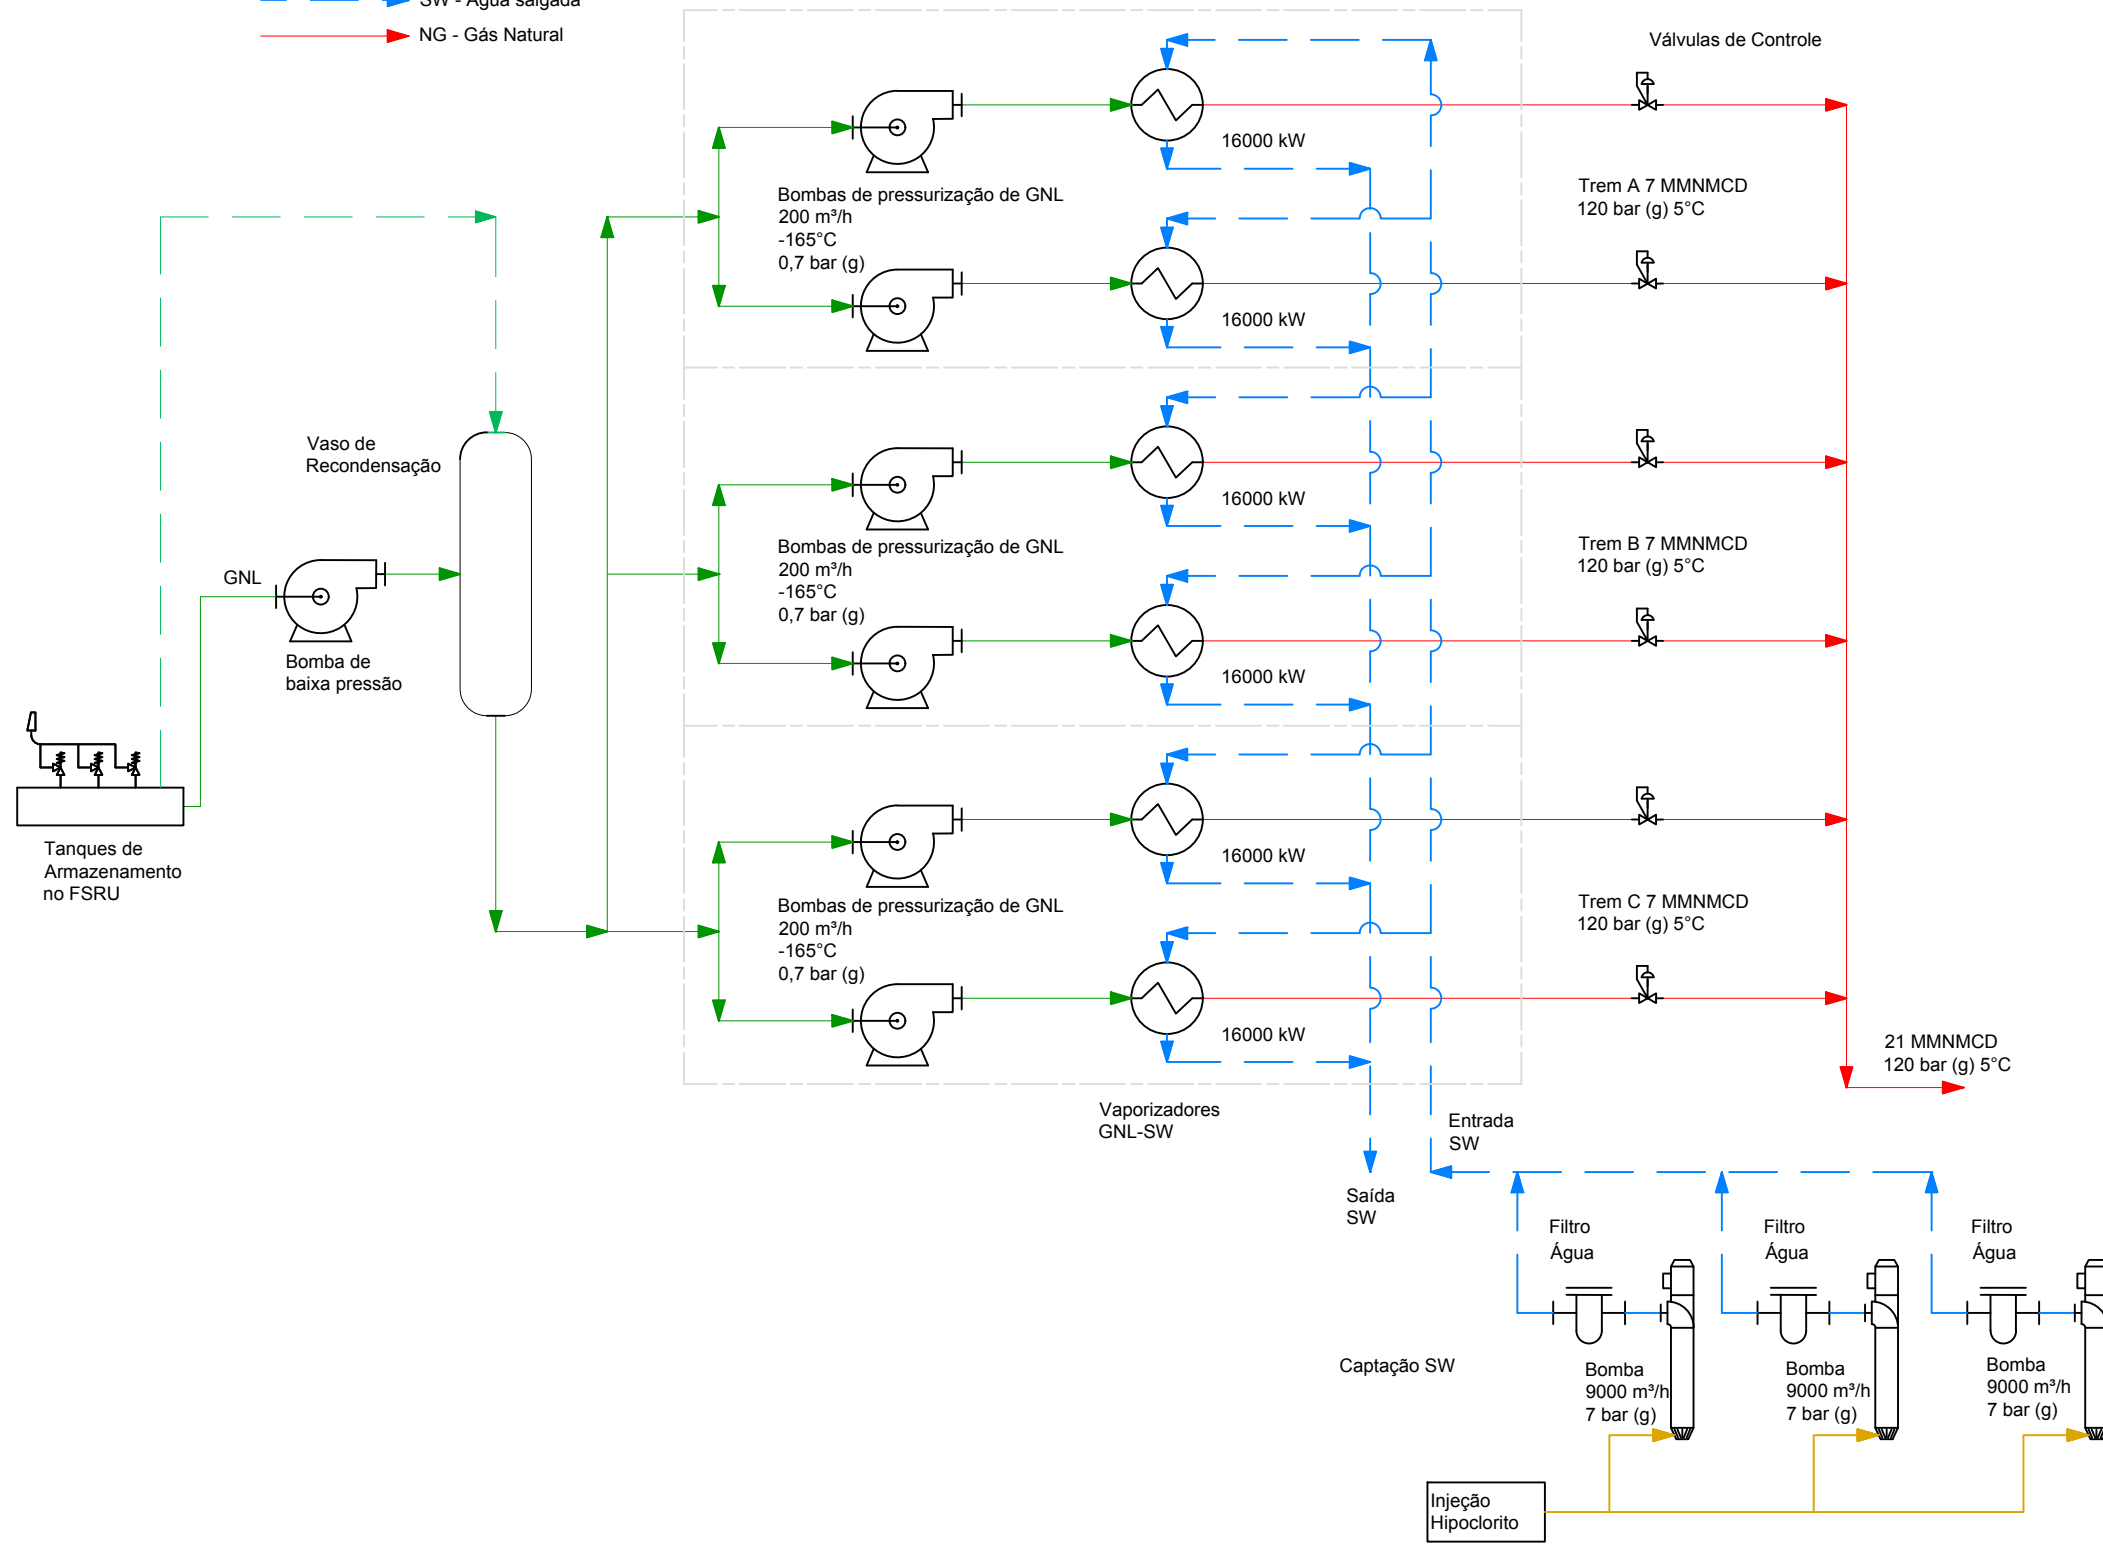 SW - Água salgada
NG - Gás Natural
Válvulas de Controle
16000 kW
Trem A 7 MMNMCD
120 bar (g) 5°C
Bombas de pressurização de GNL
200 m³/h
-165°C
0,7 bar (g)
16000 kW
Vaso de
Recondensação
16000 kW
Trem B 7 MMNMCD
120 bar (g) 5°C
Bombas de pressurização de GNL
200 m³/h
-165°C
0,7 bar (g)
GNL
Bomba de
baixa pressão
16000 kW
Tanques de
Armazenamento
no FSRU
16000 kW
Trem C 7 MMNMCD
120 bar (g) 5°C
Bombas de pressurização de GNL
200 m³/h
-165°C
0,7 bar (g)
16000 kW
21 MMNMCD
120 bar (g) 5°C
Vaporizadores
GNL-SW
Entrada
SW
Saída
SW
Filtro
Água
Filtro
Água
Filtro
Água
Captação SW
Bomba
9000 m³/h
7 bar (g)
Bomba
9000 m³/h
7 bar (g)
Bomba
9000 m³/h
7 bar (g)
Injeção
Hipoclorito